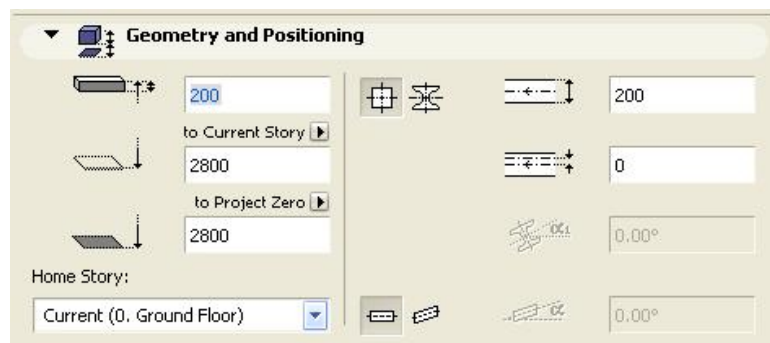 Geometry and Positioning
200
200
to Current Story
2800
0
to Project Zero
2800
α1
0.00°
Home Story:
Current (0. Ground Floor)
α
0.00°